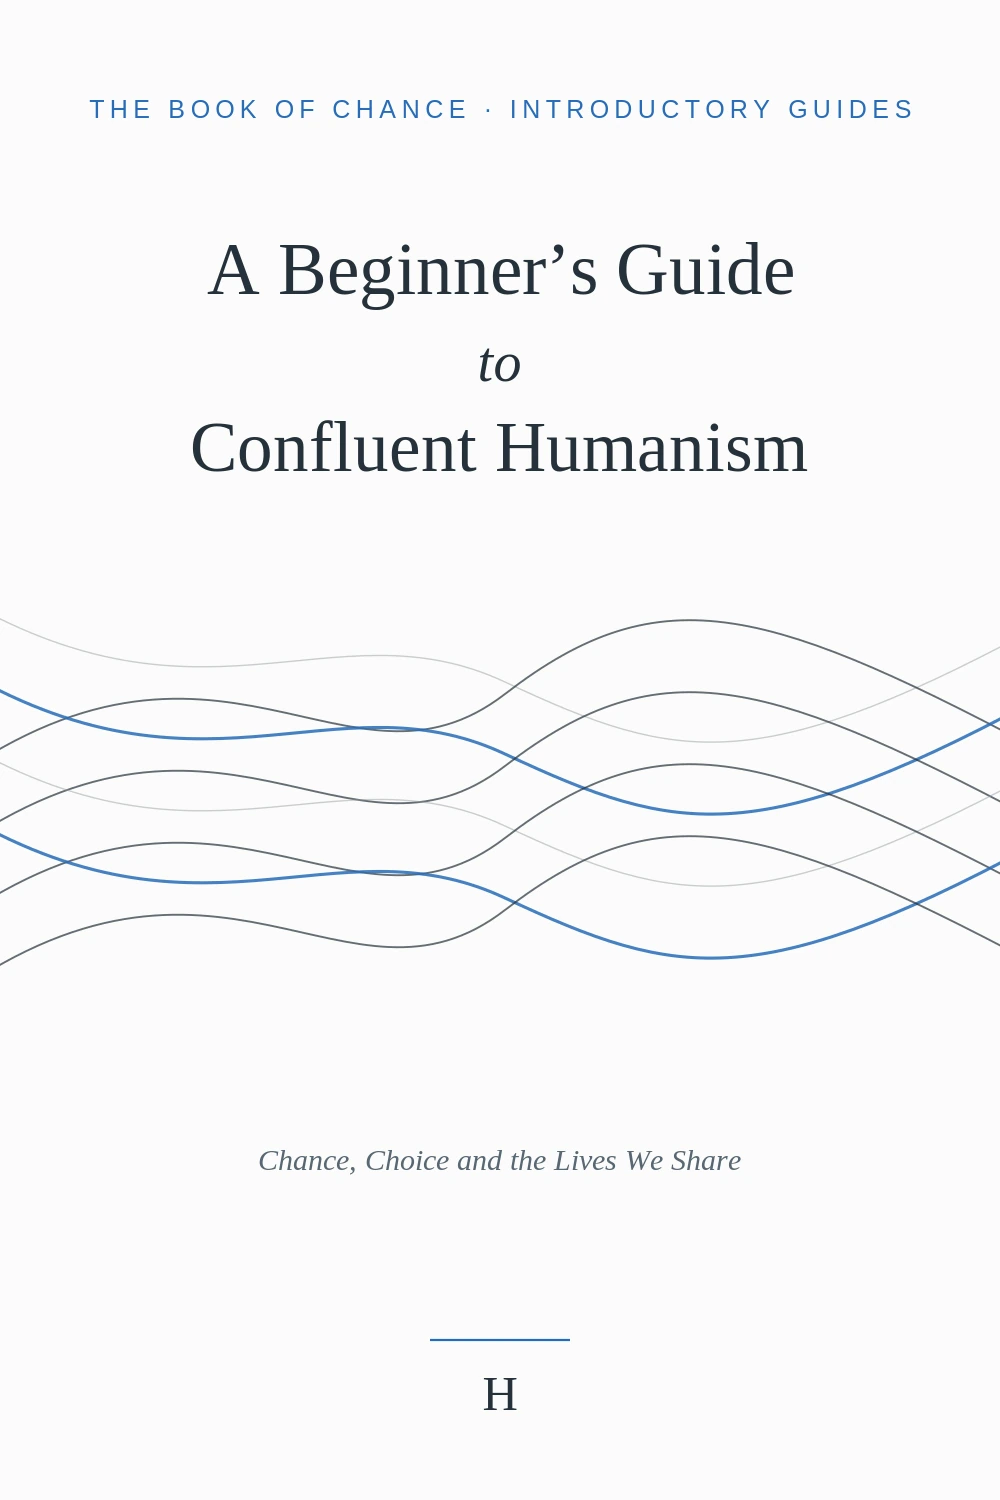 THE BOOK OF CHANCE · INTRODUCTORY GUIDES
A Beginner’s Guide
to
Confluent Humanism
Chance, Choice and the Lives We Share
H